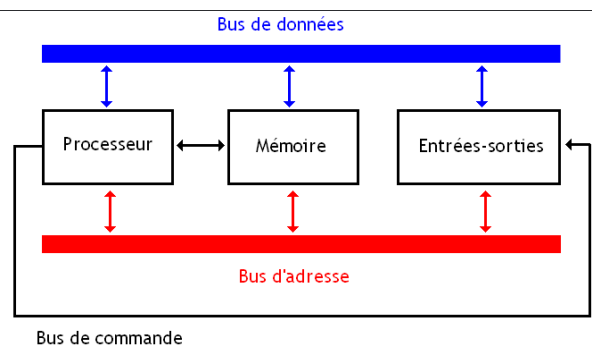 Bus de données
Processeur
Mémoire
Entrées-sorties
Bus d'adresse
Bus de commande